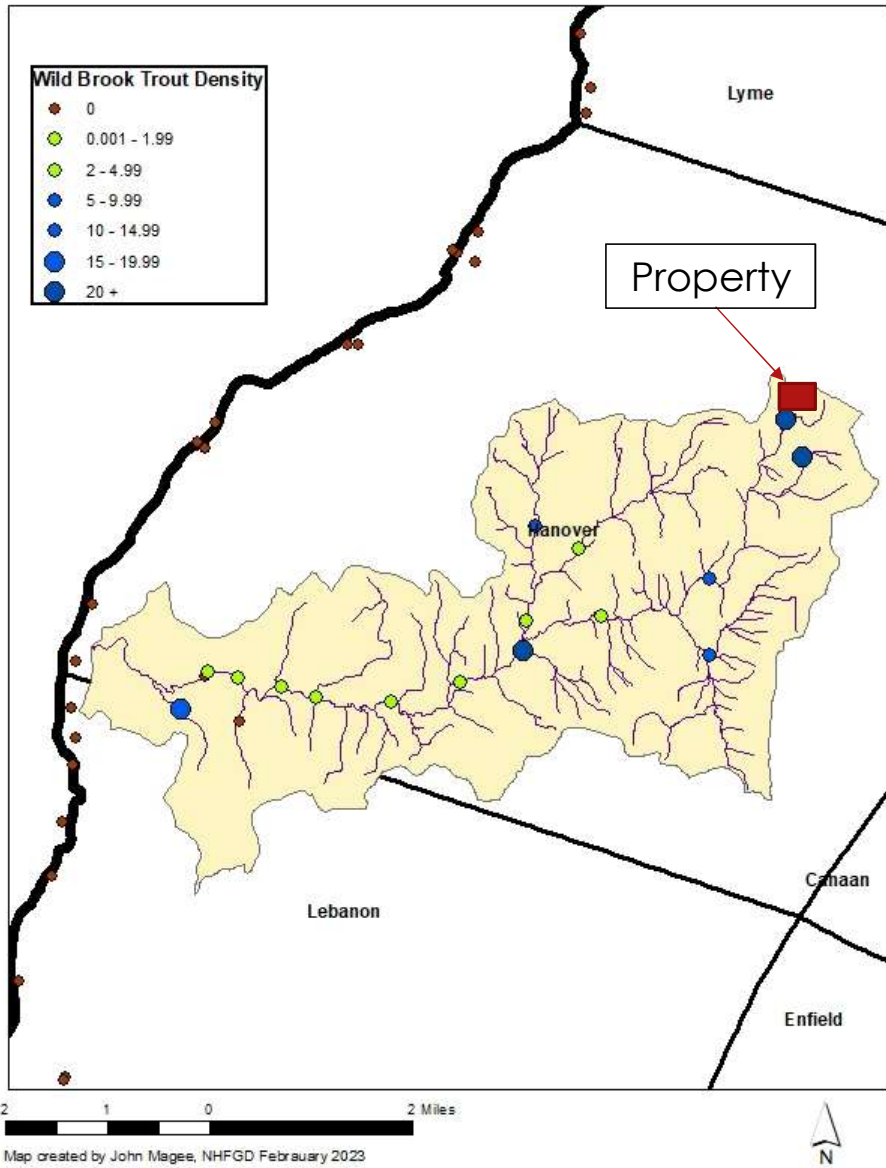 Wild Brook Trout Density
0
0.001 - 1.99
2 - 4.99
5 - 9.99
10 - 14.99
15 - 19.99
20 +
Lyme
Property
Hanover
Canaan
Lebanon
Enfield
2 1 0 2 Miles
Map created by John Magee, NHFGD Febrauary 2023
N